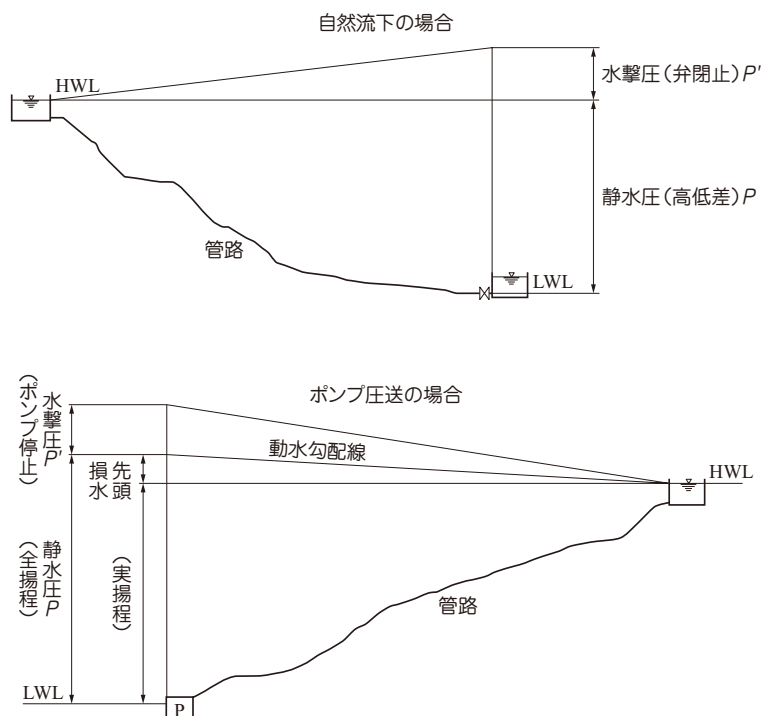 自然流下の場合
HWL
水撃圧（弁閉止）P'
静水圧（高低差）P
管路
LWL
ポンプ圧送の場合
水撃圧P'
（ポンプ停止）
動水勾配線
損失
水頭
HWL
静水圧P
（全揚程）
（実揚程）
管路
LWL
P